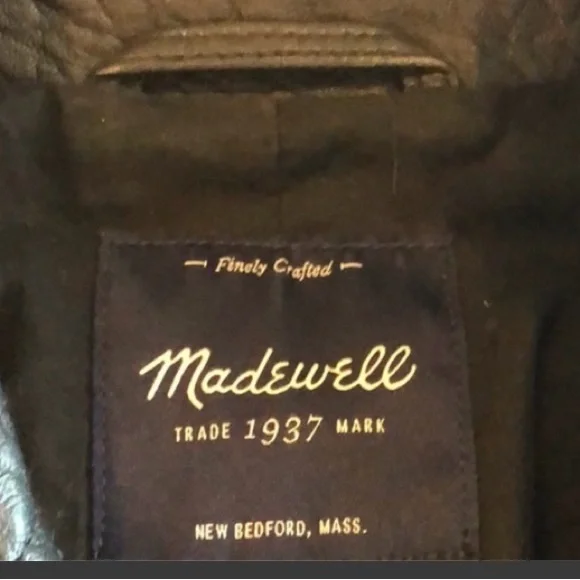 Finely Crafted
Madewell
TRADE 1937 MARK
NEW BEDFORD, MASS.